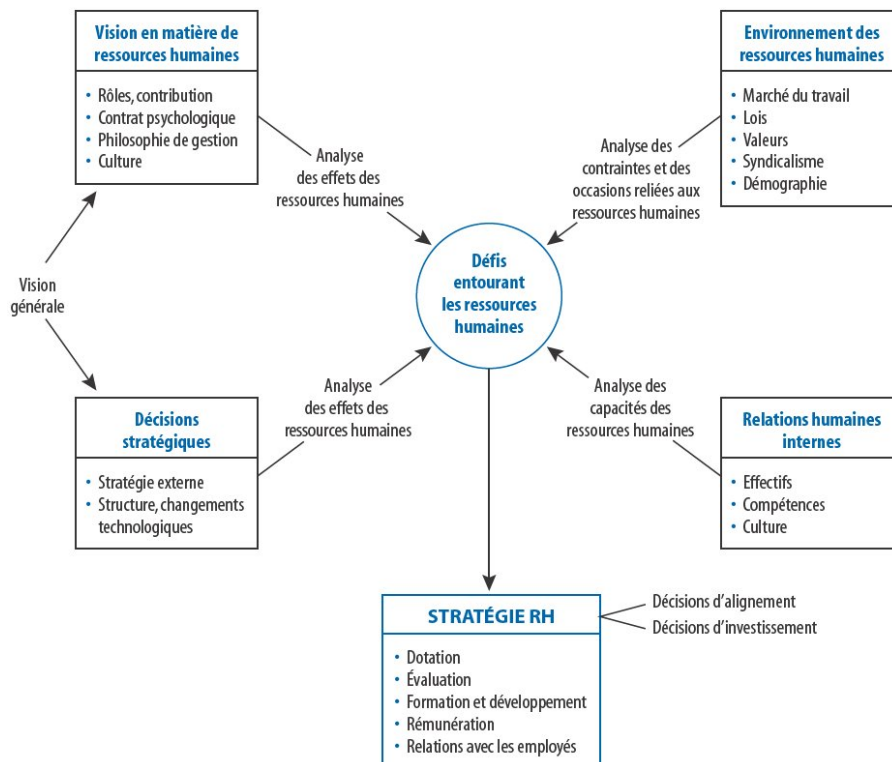 Vision en matière de
ressources humaines
• Rôles, contribution
• Contrat psychologique
• Philosophie de gestion
• Culture
Environnement des
ressources humaines
• Marché du travail
• Lois
• Valeurs
• Syndicalisme
• Démographie
Analyse
des effets des
ressources humaines
Analyse des
contraintes et des
occasions reliées aux
ressources humaines
Vision
générale
Défis
entourant
les ressources
humaines
Décisions
stratégiques
• Stratégie externe
• Structure, changements
technologiques
Analyse
des effets des
ressources humaines
Analyse des
capacités des
ressources humaines
Relations humaines
internes
• Effectifs
• Compétences
• Culture
STRATÉGIE RH
• Dotation
• Évaluation
• Formation et développement
• Rémunération
• Relations avec les employés
Décisions d’alignement
Décisions d’investissement